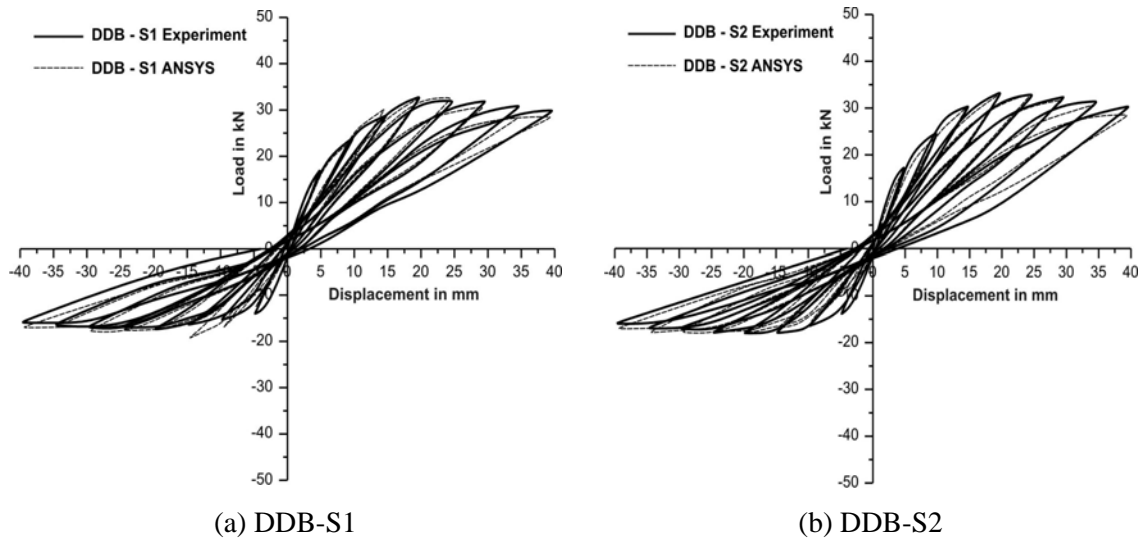 DDB - S1 Experiment
DDB - S1 ANSYS
Load in kN
50
40
30
20
10
0
-10
-20
-30
-40
-50
-40 -35 -30 -25 -20 -15 -10 -5 0 5 10 15 20 25 30 35 40
Displacement in mm
(a) DDB-S1
DDB - S2 Experiment
DDB - S2 ANSYS
Load in kN
50
40
30
20
10
0
-10
-20
-30
-40
-50
-40 -35 -30 -25 -20 -15 -10 -5 0 5 10 15 20 25 30 35 40
Displacement in mm
(b) DDB-S2